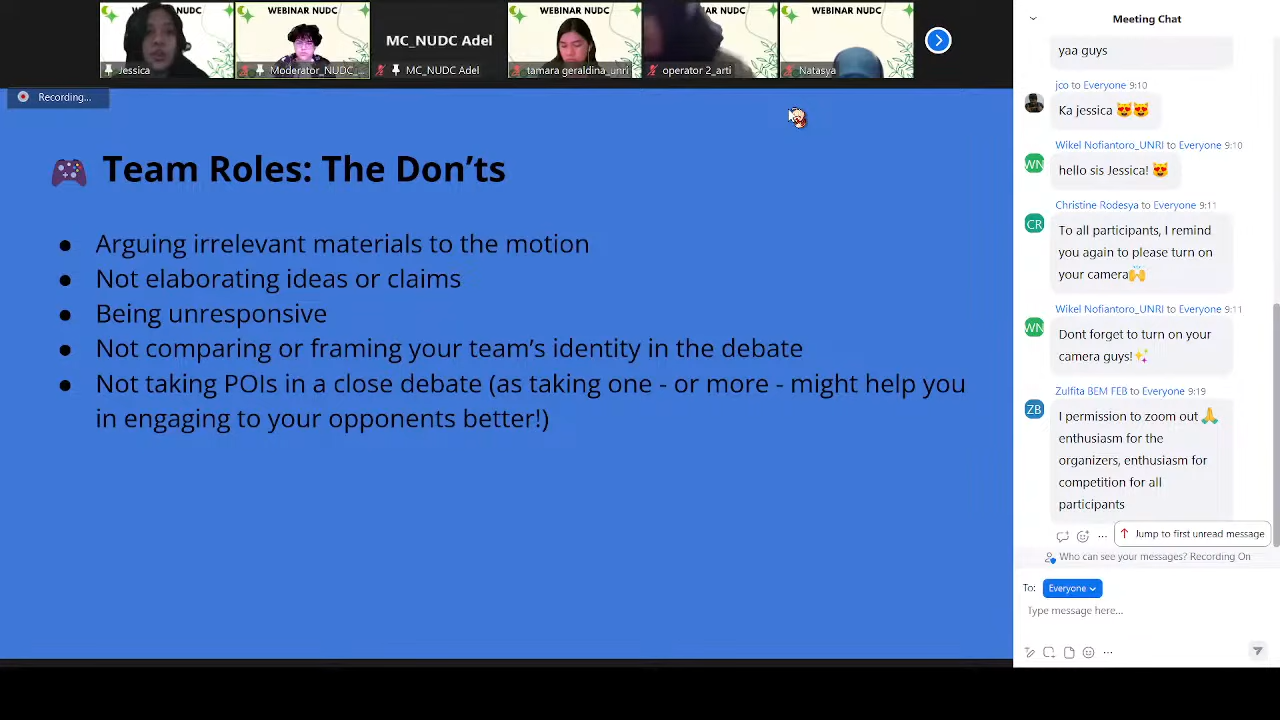 WEBINAR NUDC
WEBINAR NUDC
MC_NUDC Adel
WEBINAR NUDC
NUDC
WEBINAR NUDC
Jessica
Moderator_NUDC_...
MC_NUDC Adel
tamara geraldina_unri
operator 2_arti
Natasya
Recording...
Team Roles: The Don'ts
● Arguing irrelevant materials to the motion
● Not elaborating ideas or claims
● Being unresponsive
● Not comparing or framing your team's identity in the debate
● Not taking POIs in a close debate (as taking one - or more - might help you
in engaging to your opponents better!)
Meeting Chat
yaa guys
jco to Everyone 9:10
Ka jessica 😻😻
Wikel Nofiantoro_UNRI to Everyone 9:10
WN
hello sis Jessica! 😻
Christine Rodesya to Everyone 9:11
CR
To all participants, I remind
you again to please turn on
your camera🙌
Wikel Nofiantoro_UNRI to Everyone 9:11
WN
Dont forget to turn on your
camera guys!✨
Zulfita BEM FEB to Everyone 9:19
ZB
I permission to zoom out🙏
enthusiasm for the
organizers, enthusiasm for
competition for all
participants
Jump to first unread message
Who can see your messages? Recording On
To: Everyone
Type message here...